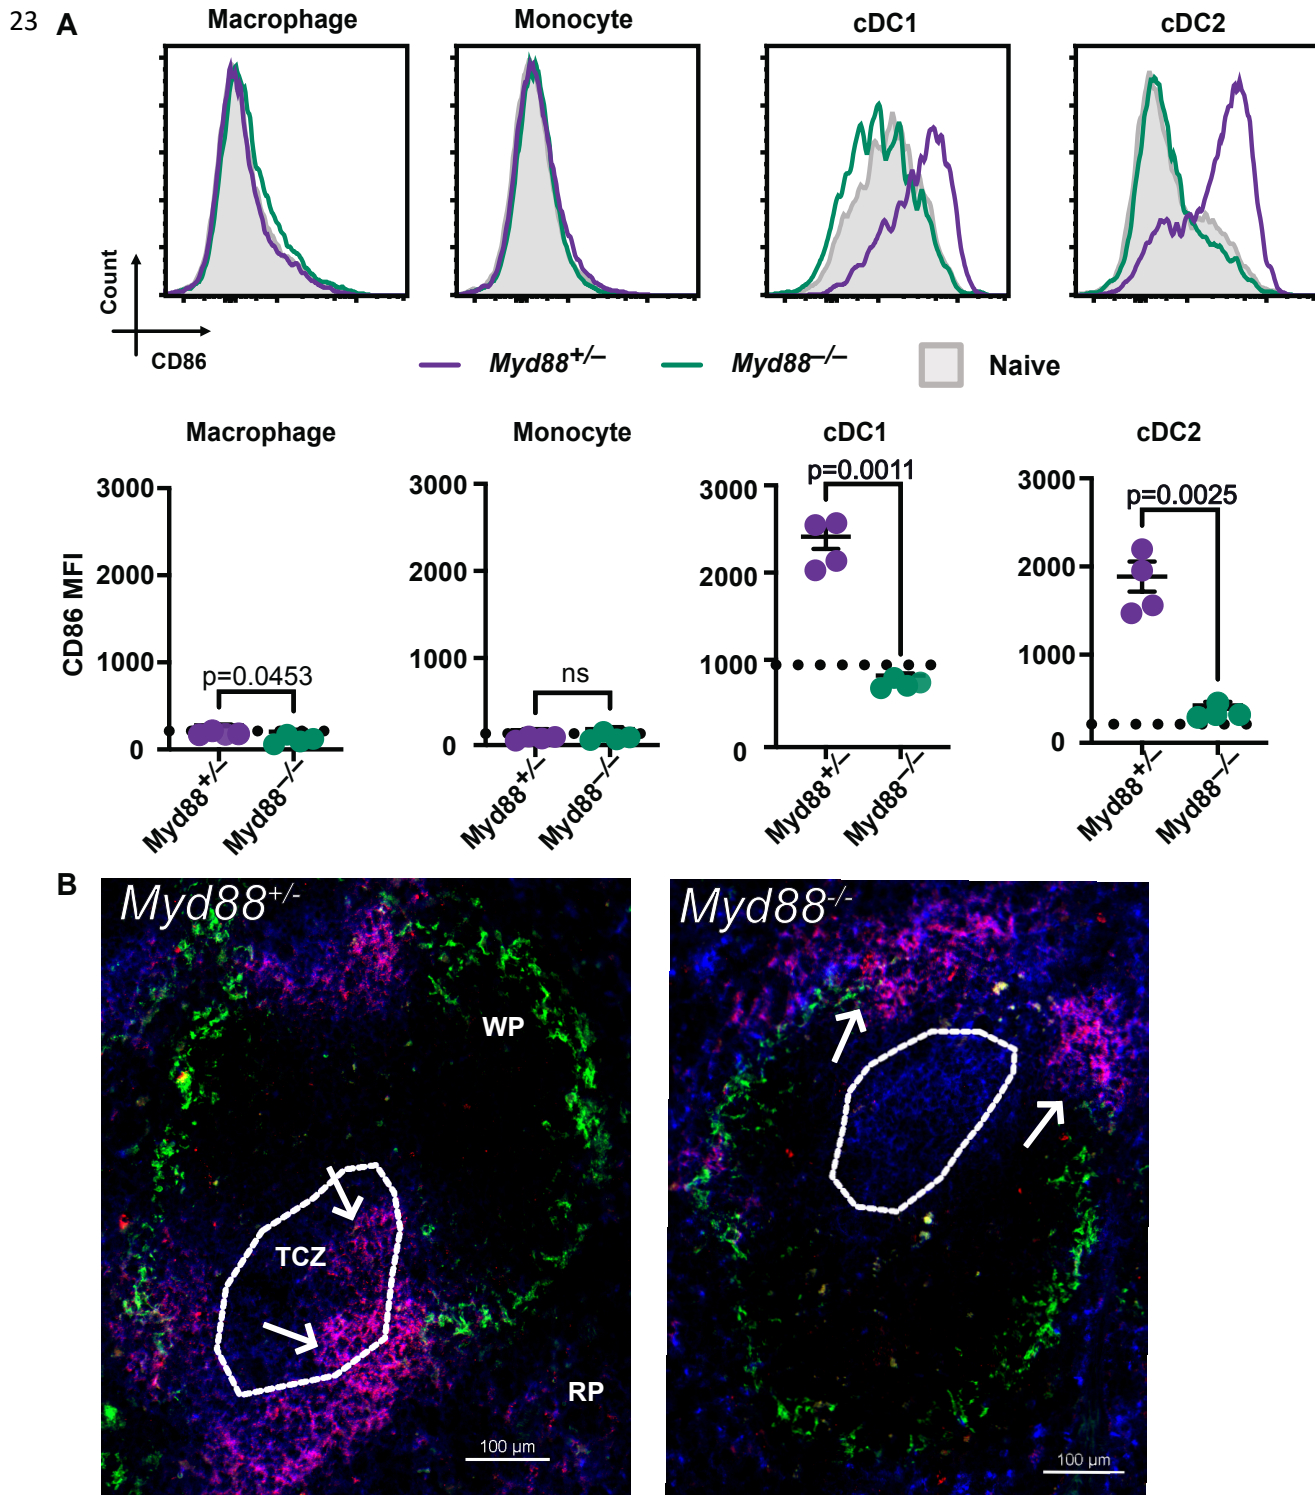 23 A
Macrophage Monocyte cDC1 cDC2
Count
CD86
Myd88+/– Myd88–/– Naive
Macrophage Monocyte cDC1 cDC2
CD86 MFI
3000
2000
1000
0
p=0.0453
Myd88+/–
Myd88–/–
3000
2000
1000
0
ns
Myd88+/–
Myd88–/–
3000
2000
1000
0
p=0.0011
Myd88+/–
Myd88–/–
3000
2000
1000
0
p=0.0025
Myd88+/–
Myd88–/–
B
Myd88+/-
WP
TCZ
RP
100 µm
Myd88-/-
100 µm